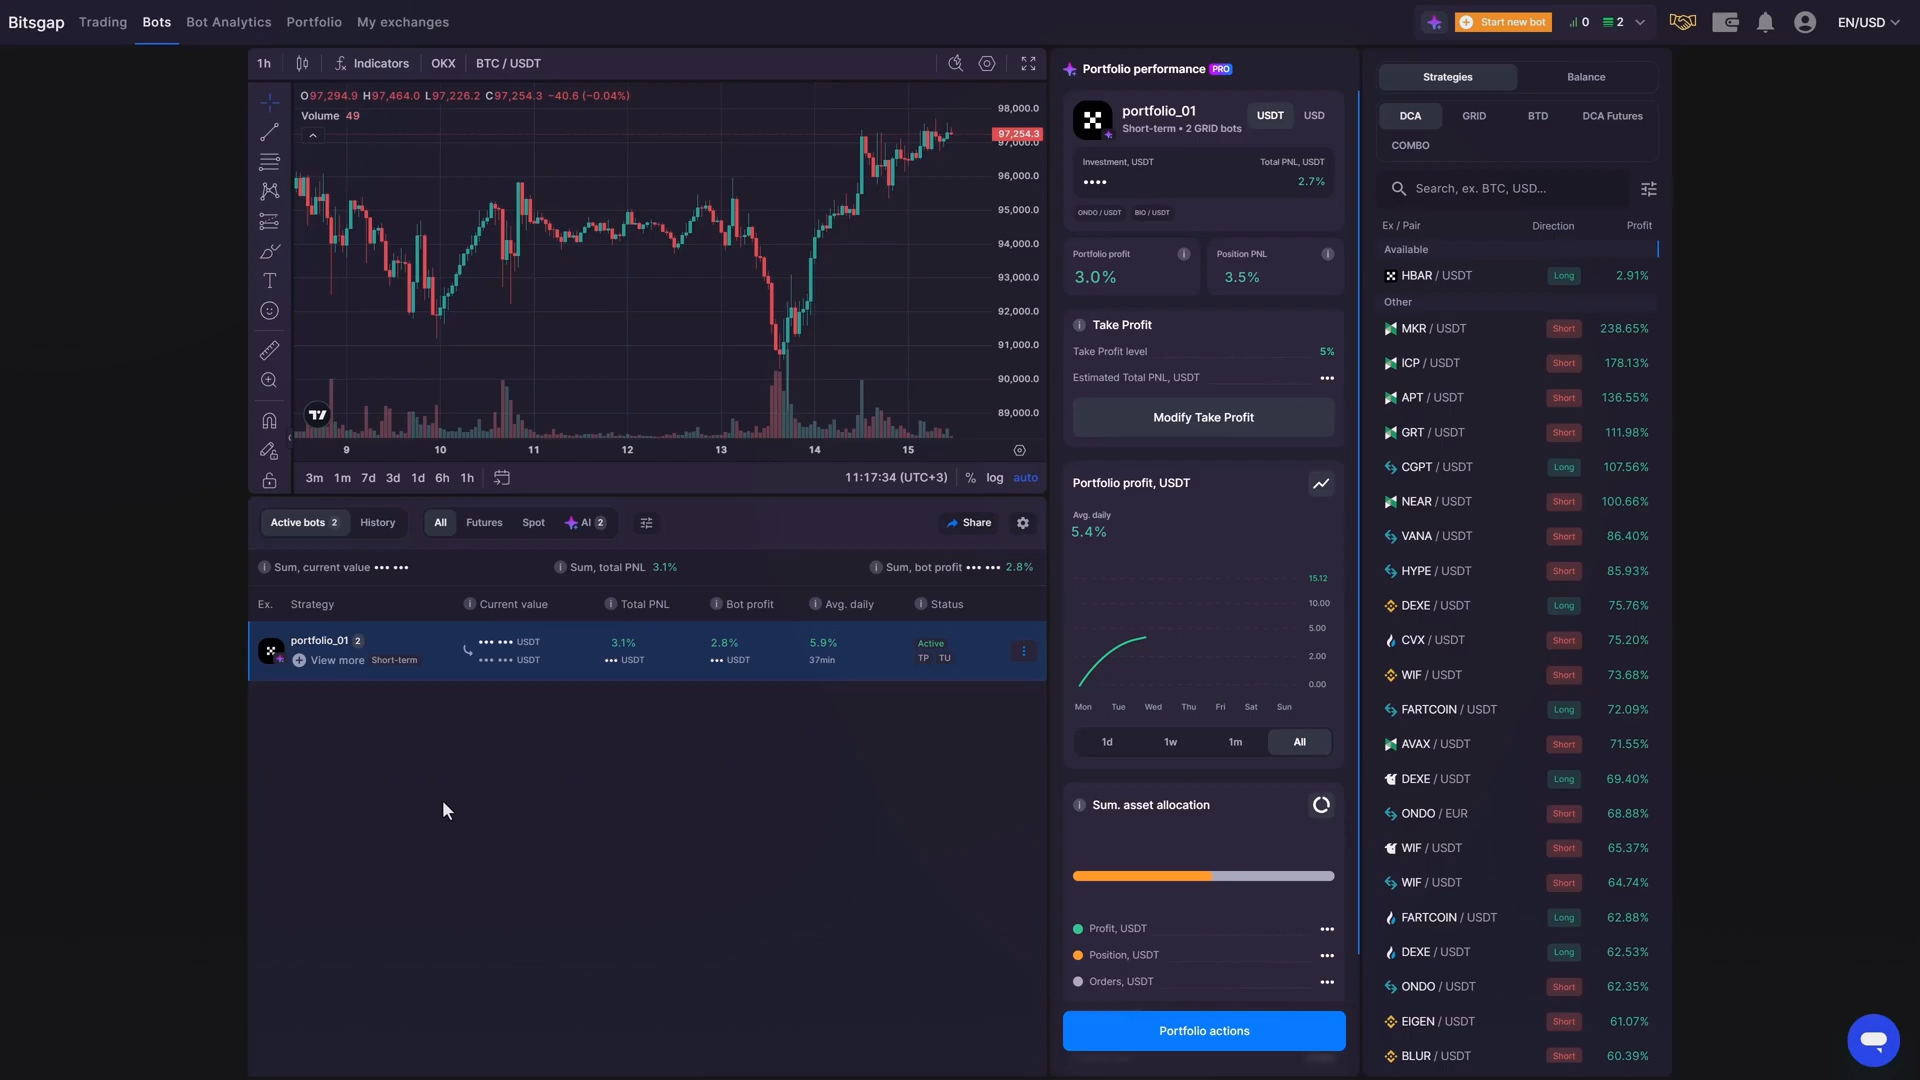 Bitsgap Trading Bots Bot Analytics Portfolio My exchanges
Start new bot 0 2 EN/USD
1h Indicators OKX BTC / USDT
O97,294.9 H97,464.0 L97,226.2 C97,254.3 −40.6 (−0.04%)
Volume 49
98,000.0
97,254.3
97,000.0
96,000.0
95,000.0
94,000.0
93,000.0
92,000.0
91,000.0
90,000.0
89,000.0
9 10 11 12 13 14 15
3m 1m 7d 3d 1d 6h 1h 11:17:34 (UTC+3) % log auto
Active bots 2 History All Futures Spot AI 2 Share
Sum, current value ••• ••• Sum, total PNL 3.1% Sum, bot profit ••• ••• 2.8%
Ex. Strategy Current value Total PNL Bot profit Avg. daily Status
portfolio_01 2 ••• ••• USDT 3.1% 2.8% 5.9% Active
View more Short-term ••• ••• USDT ••• USDT ••• USDT 37min TP TU
Portfolio performance PRO
portfolio_01 USDT USD
Short-term • 2 GRID bots
Investment, USDT Total PNL, USDT
•••• 2.7%
ONDO / USDT BIO / USDT
Portfolio profit Position PNL
3.0% 3.5%
Take Profit
Take Profit level 5%
Estimated Total PNL, USDT •••
Modify Take Profit
Portfolio profit, USDT
Avg. daily
5.4%
15.12
10.00
5.00
2.00
0.00
Mon Tue Wed Thu Fri Sat Sun
1d 1w 1m All
Sum. asset allocation
Profit, USDT •••
Position, USDT •••
Orders, USDT •••
Portfolio actions
Strategies Balance
DCA GRID BTD DCA Futures
COMBO
Search, ex. BTC, USD...
Ex / Pair Direction Profit
Available
HBAR / USDT Long 2.91%
Other
MKR / USDT Short 238.65%
ICP / USDT Short 178.13%
APT / USDT Short 136.55%
GRT / USDT Short 111.98%
CGPT / USDT Long 107.56%
NEAR / USDT Short 100.66%
VANA / USDT Short 86.40%
HYPE / USDT Short 85.93%
DEXE / USDT Long 75.76%
CVX / USDT Short 75.20%
WIF / USDT Short 73.68%
FARTCOIN / USDT Long 72.09%
AVAX / USDT Short 71.55%
DEXE / USDT Long 69.40%
ONDO / EUR Short 68.88%
WIF / USDT Short 65.37%
WIF / USDT Short 64.74%
FARTCOIN / USDT Long 62.88%
DEXE / USDT Long 62.53%
ONDO / USDT Short 62.35%
EIGEN / USDT Short 61.07%
BLUR / USDT Short 60.39%